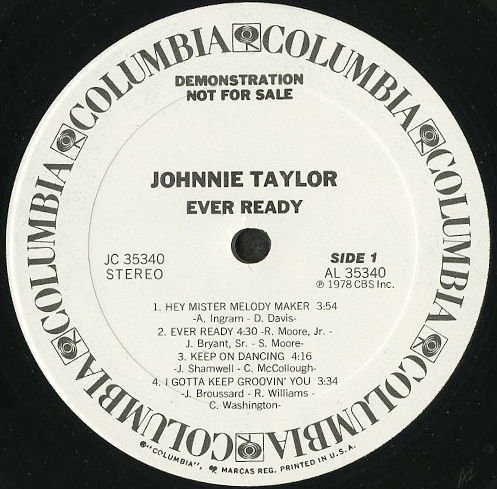 COLUMBIA COLUMBIA COLUMBIA COLUMBIA COLUMBIA COLUMBIA COLUMBIA COLUMBIA
DEMONSTRATION
NOT FOR SALE
JOHNNIE TAYLOR
EVER READY
JC 35340
STEREO
SIDE 1
AL 35340
℗ 1978 CBS Inc.
1. HEY MISTER MELODY MAKER 3:54
-A. Ingram - D. Davis-
2. EVER READY 4:30 -R. Moore, Jr. -
J. Bryant, Sr. - S. Moore-
3. KEEP ON DANCING 4:16
-J. Shamwell - C. McCollough-
4. I GOTTA KEEP GROOVIN' YOU 3:34
-J. Broussard - R. Williams -
C. Washington-
®"COLUMBIA", MARCAS REG. PRINTED IN U.S.A.